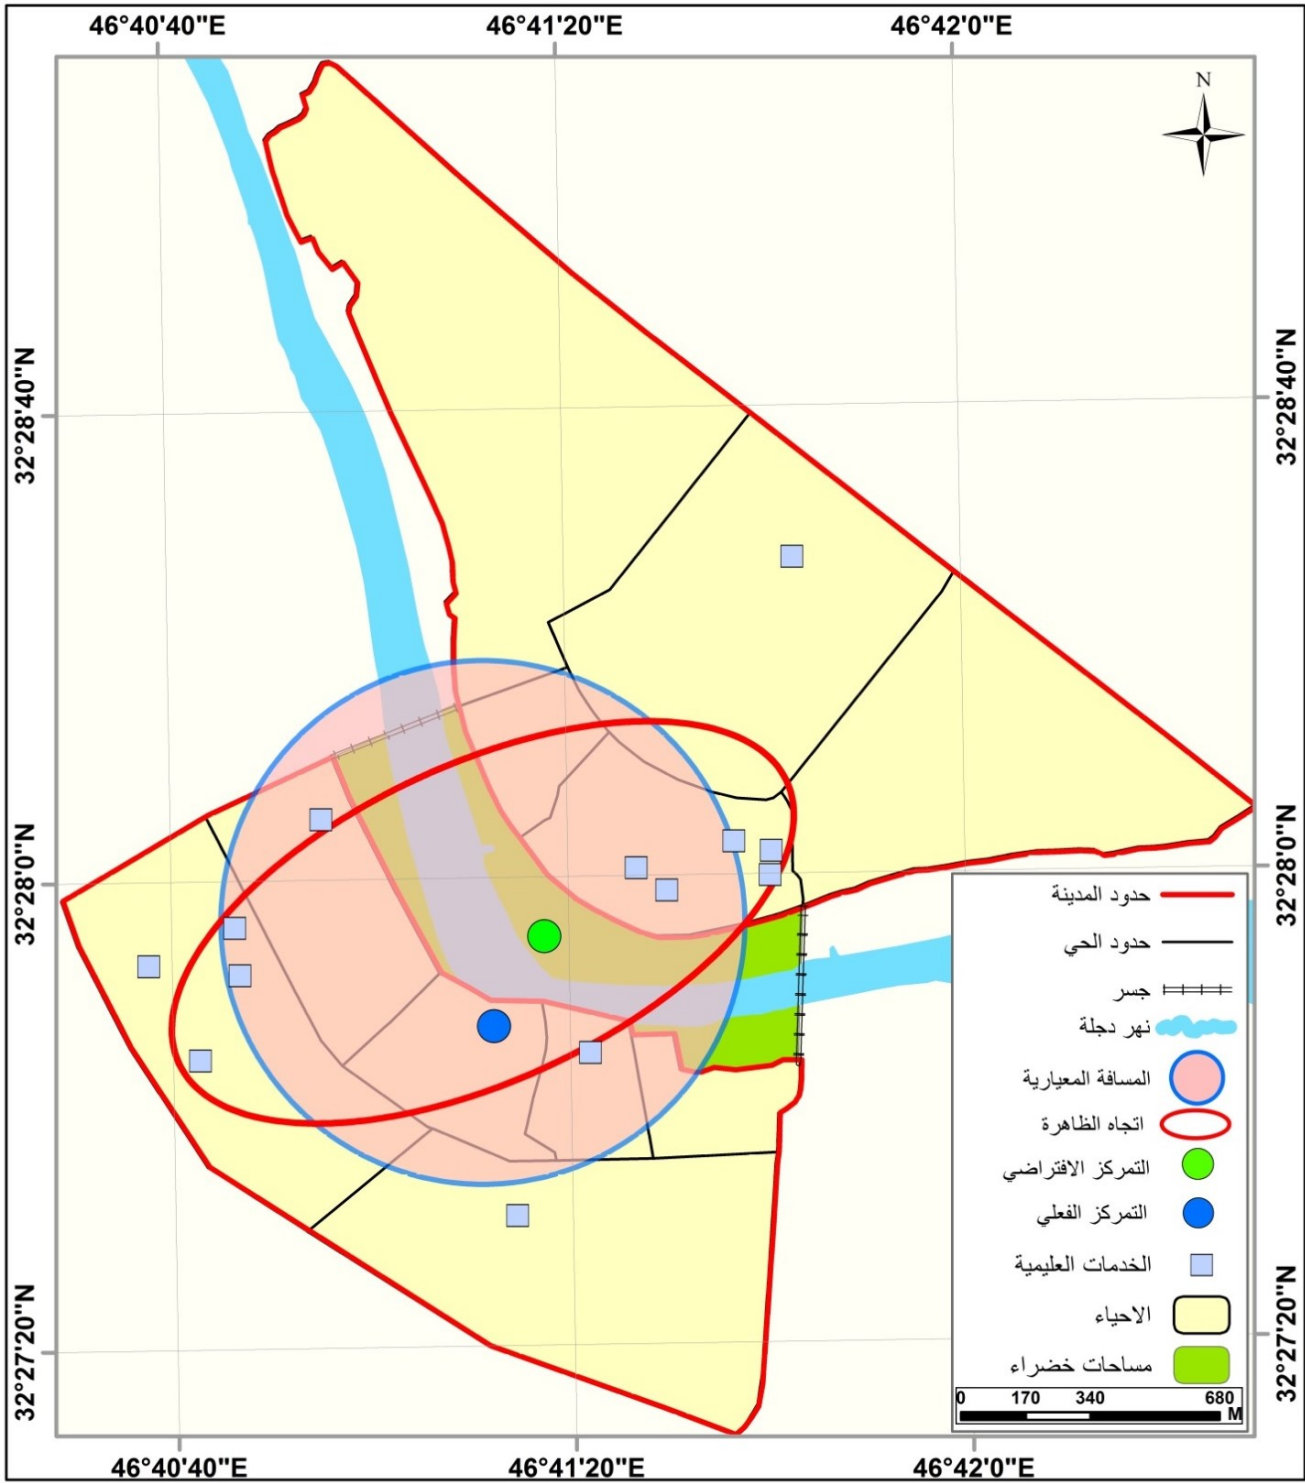 46°40'40"E
46°41'20"E
46°42'0"E
N
32°28'40"N
32°28'40"N
32°28'0"N
32°28'0"N
حدود المدينة
حدود الحي
جسر
نهر دجلة
المسافة المعيارية
اتجاه الظاهرة
التمركز الافتراضي
التمركز الفعلي
الخدمات العليمية
الاحياء
مساحات خضراء
32°27'20"N
32°27'20"N
0 170 340 680
M
46°40'40"E
46°41'20"E
46°42'0"E